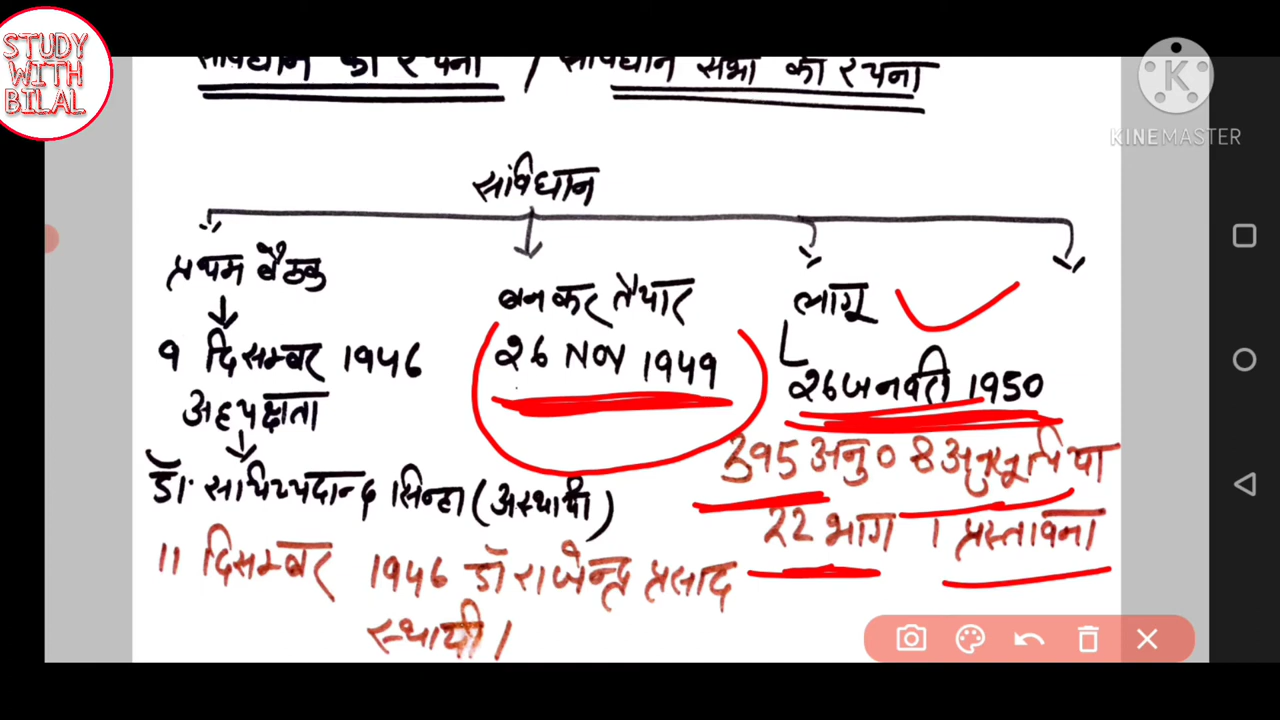 STUDY
WITH
BILAL
KINEMASTER
संविधान की रचना / संविधान सभा की रचना
संविधान
प्रथम बैठक
9 दिसम्बर 1946
अध्यक्षता
डॉ. सच्चिदानन्द सिन्हा (अस्थायी)
11 दिसम्बर 1946 डॉ राजेन्द्र प्रसाद
स्थायी।
बनकर तैयार
26 NOV 1949
लागू
26 जनवरी 1950
395 अनु० 8 अनुसूचिया
22 भाग 1 प्रस्तावना